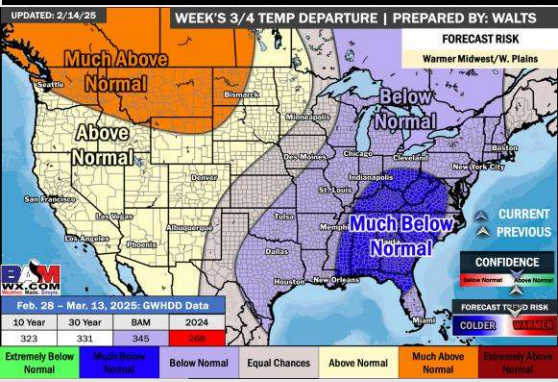 UPDATED: 2/14/25
WEEK'S 3/4 TEMP DEPARTURE | PREPARED BY: WALTS
FORECAST RISK
Warmer Midwest/W. Plains
Much Above
Normal
Seattle
Bismarck
Minneapolis
Below
Normal
Above
Normal
Boston
Des Moines
Chicago
Cleveland
New York City
Denver
Indianapolis
St. Louis
San Francisco
Las Vegas
Los Angeles
Phoenix
Albuquerque
Tulsa
Memphis
Much Below
Normal
Dallas
Houston
New Orleans
Miami
CURRENT
PREVIOUS
CONFIDENCE
Below Normal
Above Normal
FORECAST TREND RISK
COLDER
WARMER
BAM
WX.COM
Weather. Made. Simple.
Feb. 28 – Mar. 13, 2025: GWHDD Data
10 Year 30 Year BAM 2024
323 331 345 268
Extremely Below
Normal
Much Below
Normal
Below Normal
Equal Chances
Above Normal
Much Above
Normal
Extremely Above
Normal